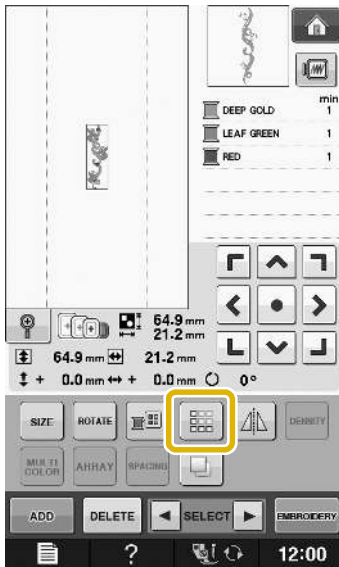 min
DEEP GOLD 1
LEAF GREEN 1
RED 1
64.9 mm
21.2 mm
64.9 mm 21.2 mm
+ 0.0 mm + 0.0 mm 0°
SIZE ROTATE DENSITY
MULTI COLOR ARRAY SPACING
ADD DELETE SELECT EMBROIDERY
? 12:00